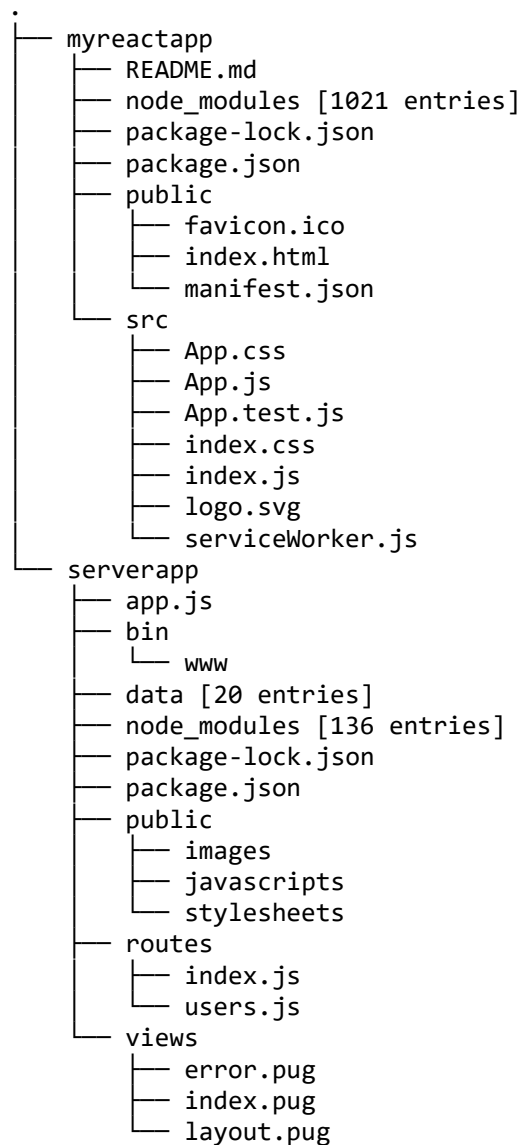 .
├── myreactapp
│   ├── README.md
│   ├── node_modules [1021 entries]
│   ├── package-lock.json
│   ├── package.json
│   ├── public
│   │   ├── favicon.ico
│   │   ├── index.html
│   │   └── manifest.json
│   └── src
│       ├── App.css
│       ├── App.js
│       ├── App.test.js
│       ├── index.css
│       ├── index.js
│       ├── logo.svg
│       └── serviceWorker.js
└── serverapp
    ├── app.js
    ├── bin
    │   └── www
    ├── data [20 entries]
    ├── node_modules [136 entries]
    ├── package-lock.json
    ├── package.json
    ├── public
    │   ├── images
    │   ├── javascripts
    │   └── stylesheets
    ├── routes
    │   ├── index.js
    │   └── users.js
    └── views
        ├── error.pug
        ├── index.pug
        └── layout.pug